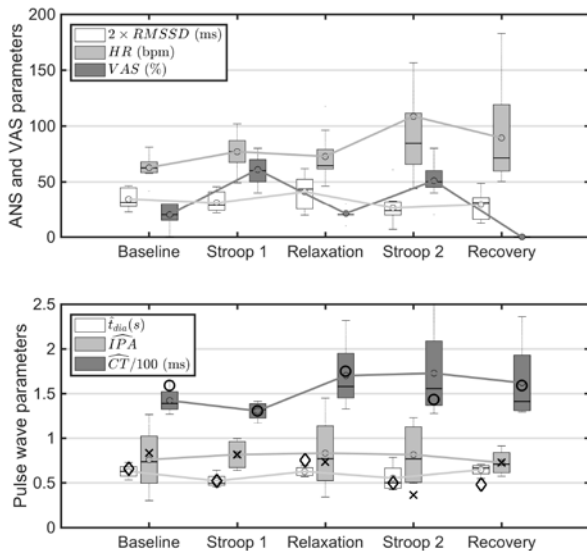 200
2 × RMSSD (ms)
HR (bpm)
VAS (%)
150
100
50
0
ANS and VAS parameters
Baseline Stroop 1 Relaxation Stroop 2 Recovery
2.5
t̂dia(s)
ÎPA
ĈT/100 (ms)
2
1.5
1
0.5
0
Pulse wave parameters
Baseline Stroop 1 Relaxation Stroop 2 Recovery